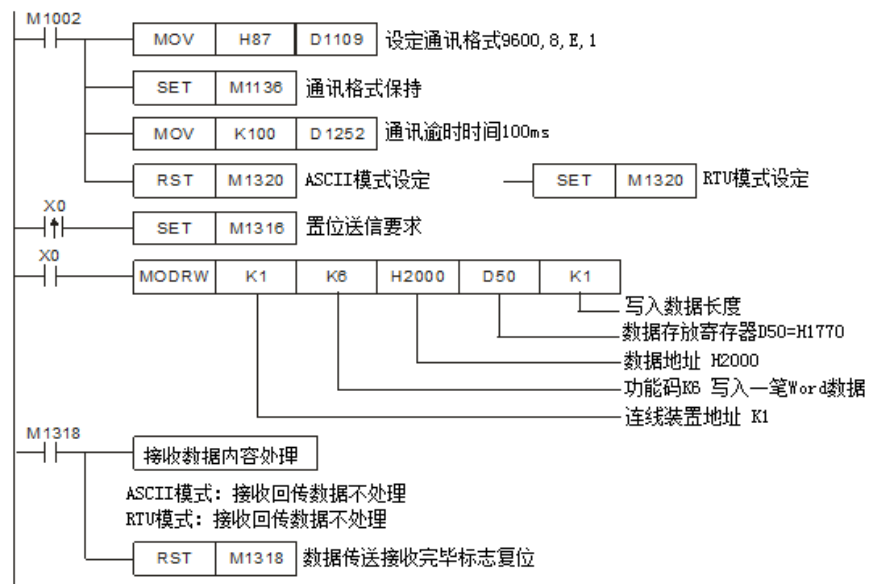 M1002
MOV H87 D1109 设定通讯格式9600,8,E,1
SET M1136 通讯格式保持
MOV K100 D1252 通讯逾时时间100ms
RST M1320 ASCII模式设定 SET M1320 RTU模式设定
X0
SET M1316 置位送信要求
X0
MODRW K1 K6 H2000 D50 K1
写入数据长度
数据存放寄存器D50=H1770
数据地址 H2000
功能码K6 写入一笔Word数据
连线装置地址 K1
M1318
接收数据内容处理
ASCII模式：接收回传数据不处理
RTU模式：接收回传数据不处理
RST M1318 数据传送接收完毕标志复位